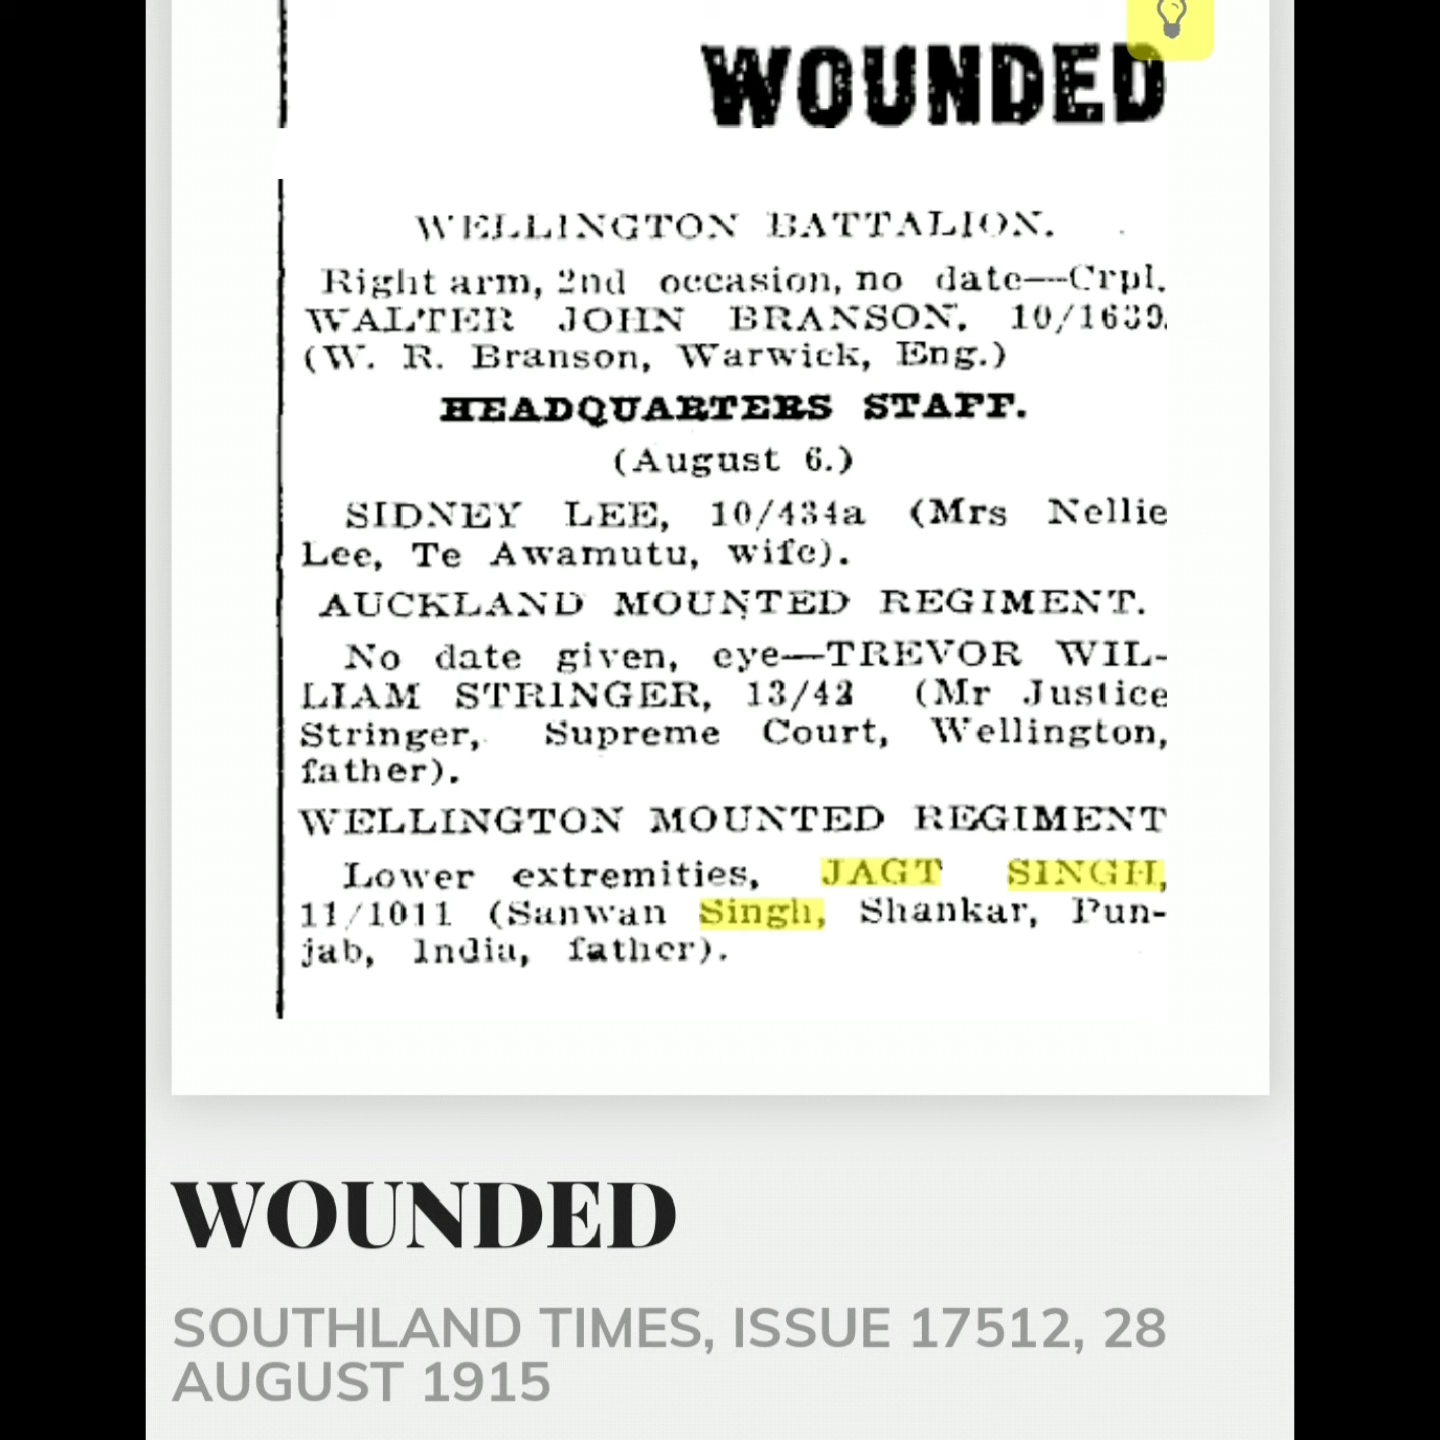 WOUNDED
WELLINGTON BATTALION.
Right arm, 2nd occasion, no date—Crpl.
WALTER JOHN BRANSON, 10/1639.
(W. R. Branson, Warwick, Eng.)
HEADQUARTERS STAFF.
(August 6.)
SIDNEY LEE, 10/434a (Mrs Nellie
Lee, Te Awamutu, wife).
AUCKLAND MOUNTED REGIMENT.
No date given, eye—TREVOR WIL-
LIAM STRINGER, (Mr Justice
Stringer, Supreme Court, Wellington,
father).
WELLINGTON MOUNTED REGIMENT
Lower extremities, JAGT SINGH,
11/1011 (Sanwan Singh, Shankar, Pun-
jab, India, father).
WOUNDED
SOUTHLAND TIMES, ISSUE 17512, 28
AUGUST 1915